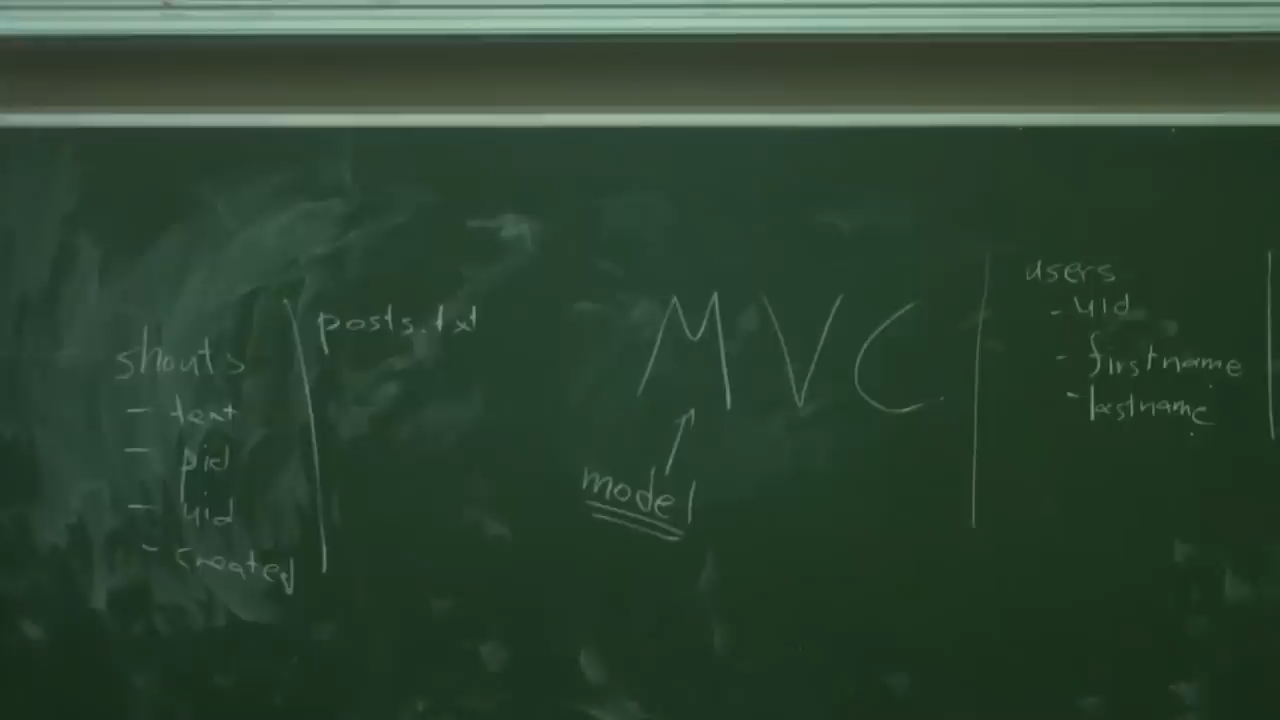 shouts
- text
- pid
- uid
- created
posts.txt
MVC
model
users
- uid
- firstname
- lastname